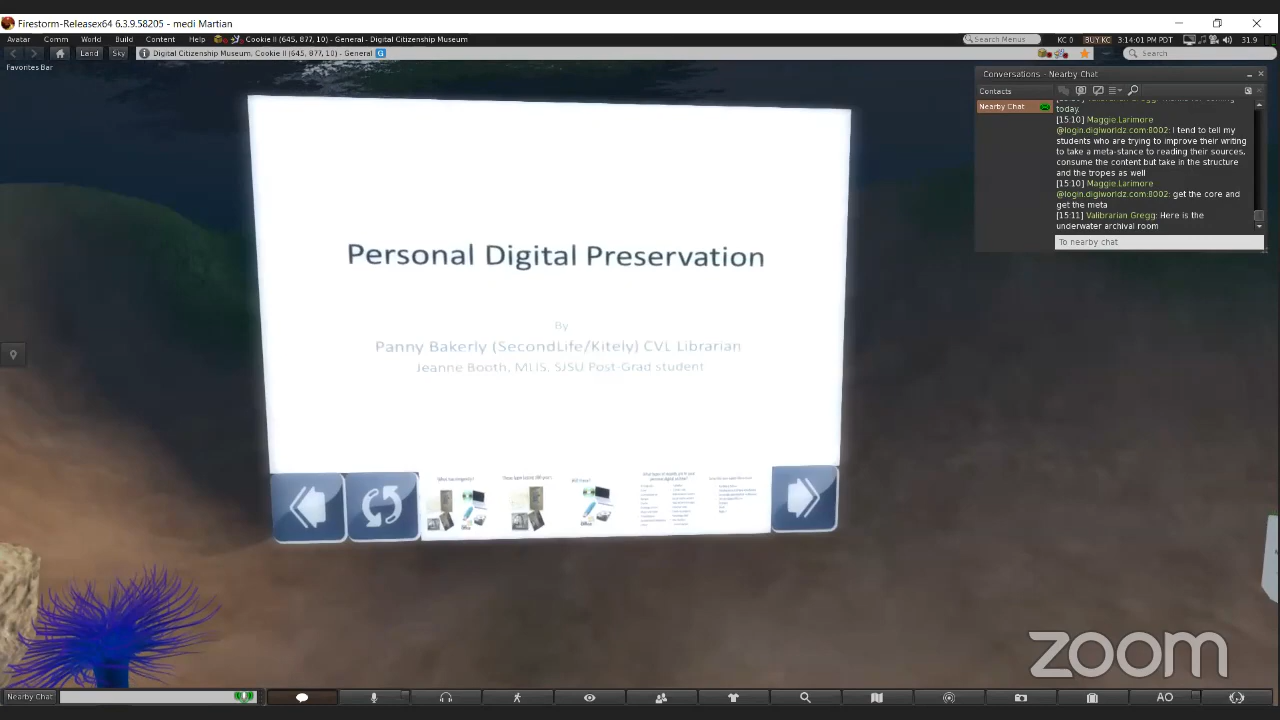 Firestorm-Releasex64 6.3.9.58205 - medi Martian
Avatar Comm World Build Content Help Cookie II (645, 877, 10) - General - Digital Citizenship Museum
Search Menus KC 0 BUY KC 3:14:01 PM PDT 31.9
Land Sky Digital Citizenship Museum, Cookie II (645, 877, 10) - General G
Search
Favorites Bar
Conversations - Nearby Chat
Contacts
Nearby Chat
today.
[15:10] Maggie.Larimore
@login.digiworldz.com:8002: I tend to tell my
students who are trying to improve their writing
to take a meta-stance to reading their sources,
consume the content but take in the structure
and the tropes as well
[15:10] Maggie.Larimore
@login.digiworldz.com:8002: get the core and
get the meta
[15:11] Valibrarian Gregg: Here is the
underwater archival room
To nearby chat
Personal Digital Preservation
By
Panny Bakerly (SecondLife/Kitely) CVL Librarian
Jeanne Booth, MLIS, SJSU Post-Grad student
What has longevity?
zoom
Nearby Chat
AO